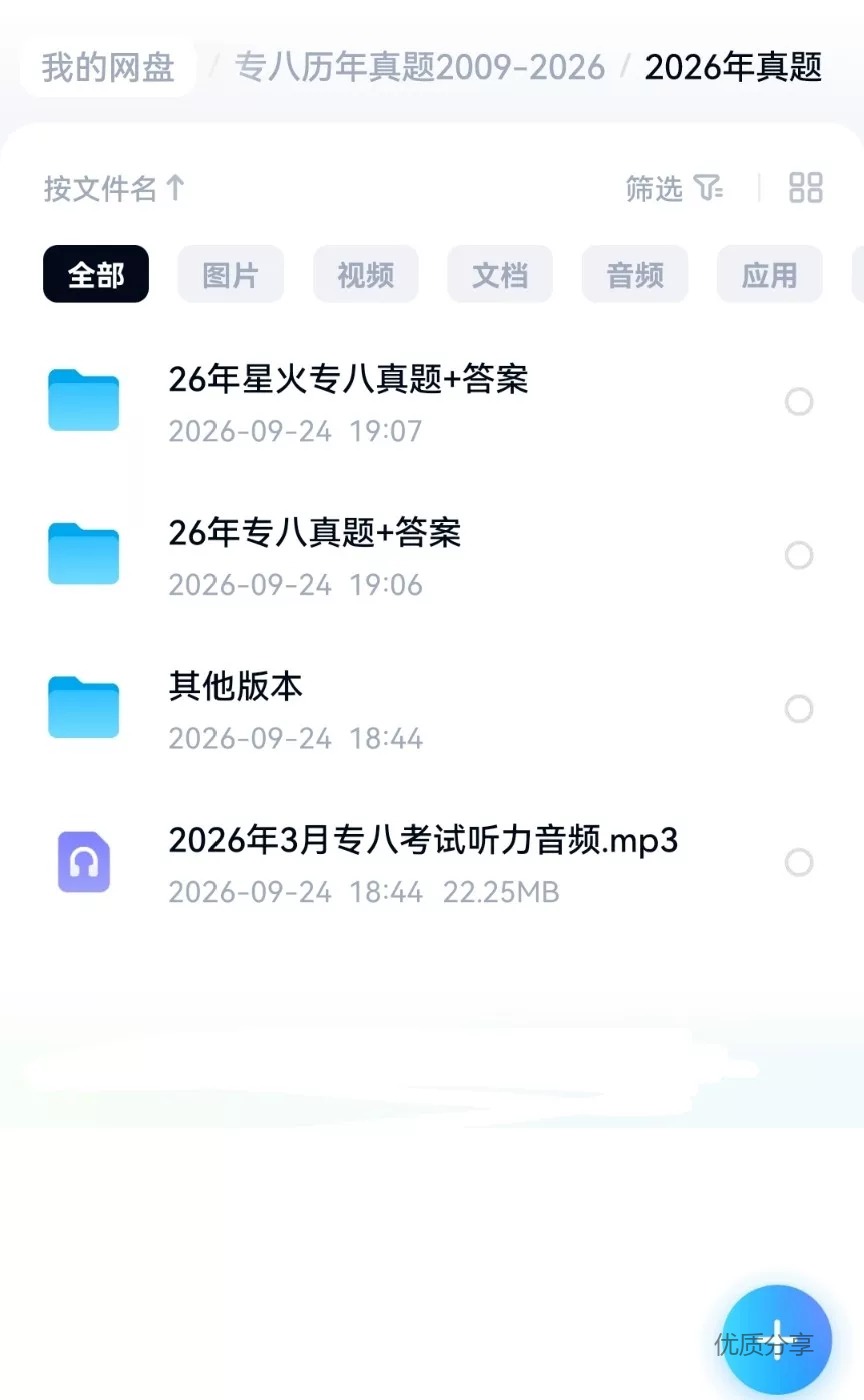 我的网盘 / 专八历年真题2009-2026 / 2026年真题
按文件名↑ 筛选
全部 图片 视频 文档 音频 应用
26年星火专八真题+答案
2026-09-24 19:07
26年专八真题+答案
2026-09-24 19:06
其他版本
2026-09-24 18:44
2026年3月专八考试听力音频.mp3
2026-09-24 18:44 22.25MB
优质分享